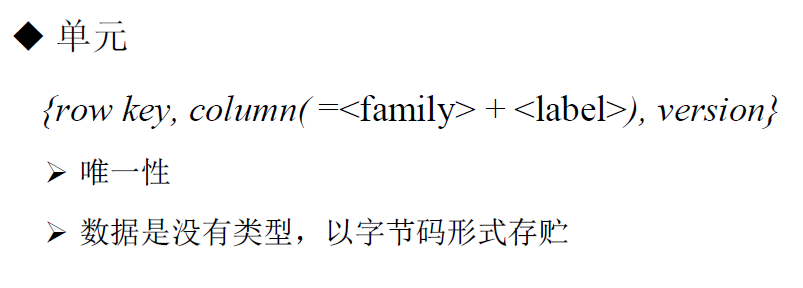 ◆ 单元
{row key, column( =<family> + <label>), version}
➢ 唯一性
➢ 数据是没有类型，以字节码形式存贮